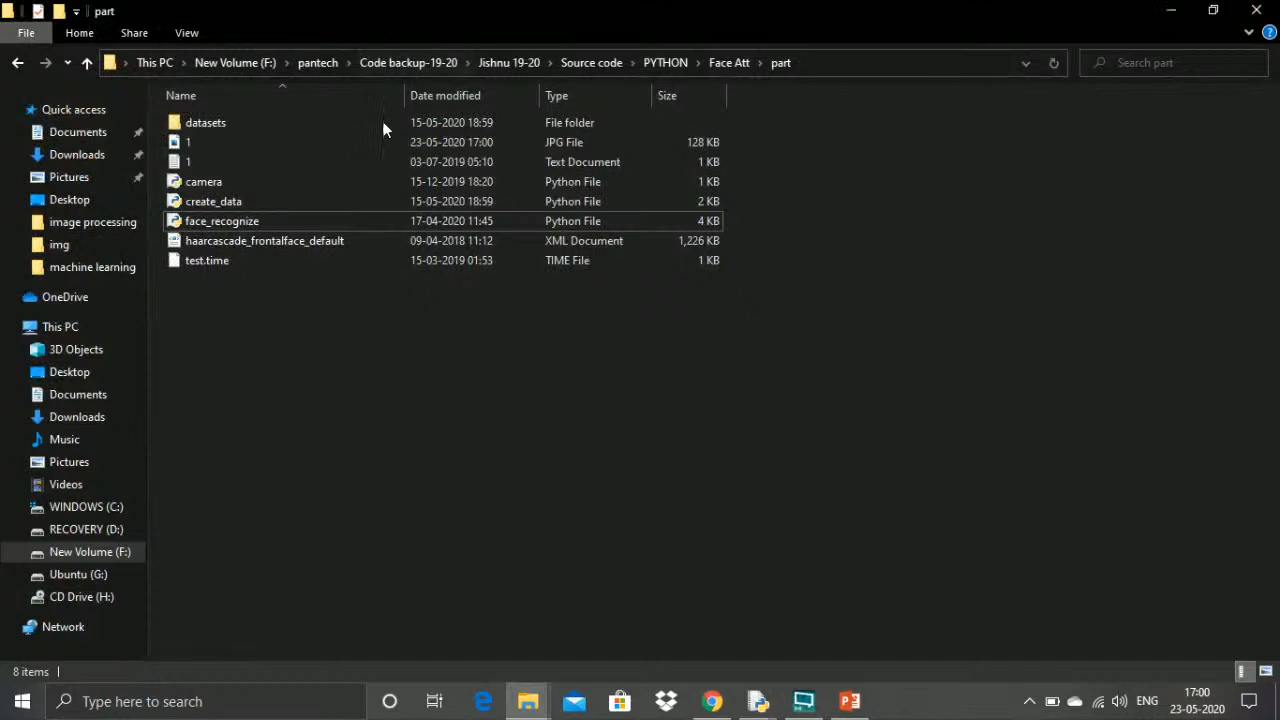 part
File Home Share View
This PC New Volume (F:) pantech Code backup-19-20 Jishnu 19-20 Source code PYTHON Face Att part Search part
Name Date modified Type Size
Quick access
Documents
Downloads
Pictures
Desktop
image processing
img
machine learning
OneDrive
This PC
3D Objects
Desktop
Documents
Downloads
Music
Pictures
Videos
WINDOWS (C:)
RECOVERY (D:)
New Volume (F:)
Ubuntu (G:)
CD Drive (H:)
Network
datasets 15-05-2020 18:59 File folder
1 23-05-2020 17:00 JPG File 128 KB
1 03-07-2019 05:10 Text Document 1 KB
camera 15-12-2019 18:20 Python File 1 KB
create_data 15-05-2020 18:59 Python File 2 KB
face_recognize 17-04-2020 11:45 Python File 4 KB
haarcascade_frontalface_default 09-04-2018 11:12 XML Document 1,226 KB
test.time 15-03-2019 01:53 TIME File 1 KB
8 items
Type here to search
ENG
17:00
23-05-2020